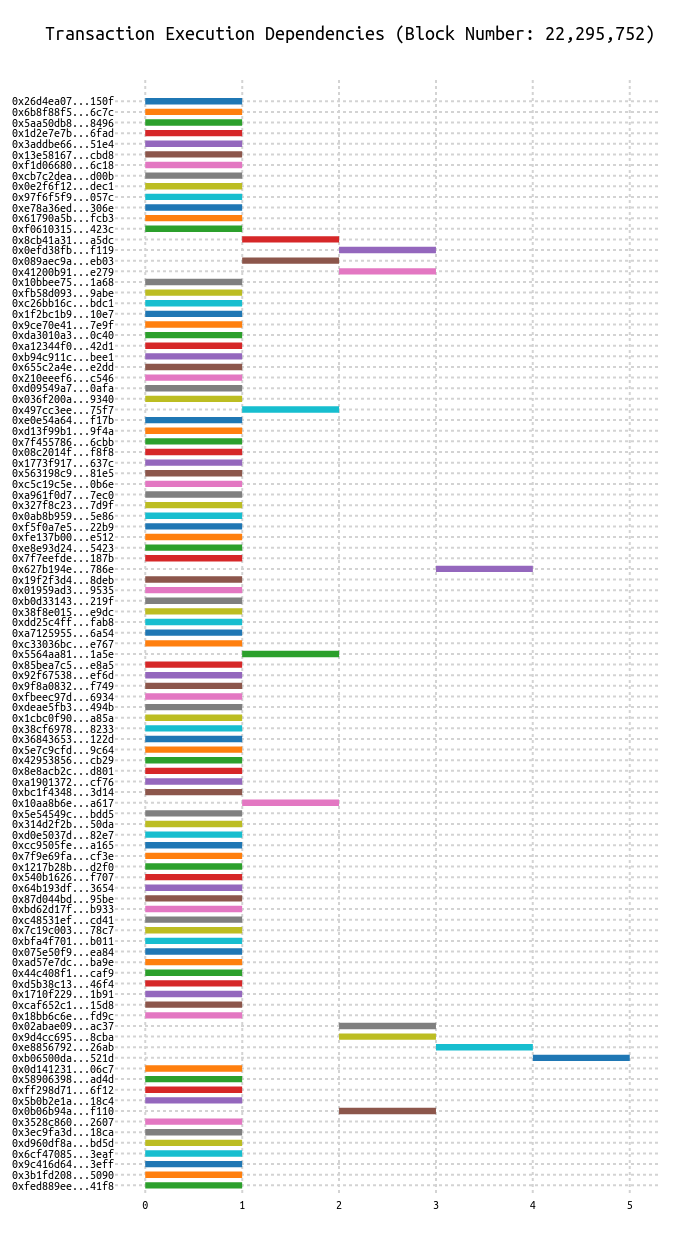 Transaction Execution Dependencies (Block Number: 22,295,752)
0x26d4ea07...150f
0x6b8f88f5...6c7c
0x5aa50db8...8496
0x1d2e7e7b...6fad
0x3addbe66...51e4
0x13e58167...cbd8
0xf1d06680...6c18
0xcb7c2dea...d00b
0x0e2f6f12...dec1
0x97f6f5f9...057c
0xe78a36ed...306e
0x61790a5b...fcb3
0xf0610315...423c
0x8cb41a31...a5dc
0x0efd38fb...f119
0x089aec9a...eb03
0x41200b91...e279
0x10bbee75...1a68
0xfb58d093...9abe
0xc26bb16c...bdc1
0x1f2bc1b9...10e7
0x9ce70e41...7e9f
0xda3010a3...0c40
0xa12344f0...42d1
0xb94c911c...bee1
0x655c2a4e...e2dd
0x210eeef6...c546
0xd09549a7...0afa
0x036f200a...9340
0x497cc3ee...75f7
0xe0e54a64...f17b
0xd13f99b1...9f4a
0x7f455786...6cbb
0x08c2014f...f8f8
0x1773f917...637c
0x563198c9...81e5
0xc5c19c5e...0b6e
0xa961f0d7...7ec0
0x327f8c23...7d9f
0x0ab8b959...5e86
0xf5f0a7e5...22b9
0xfe137b00...e512
0xe8e93d24...5423
0x7f7eefde...187b
0x627b194e...786e
0x19f2f3d4...8deb
0x01959ad3...9535
0xb0d33143...219f
0x38f8e015...e9dc
0xdd25c4ff...fab8
0xa7125955...6a54
0xc33036bc...e767
0x5564aa81...1a5e
0x85bea7c5...e8a5
0x92f67538...ef6d
0x9f8a0832...f749
0xfbeec97d...6934
0xdeae5fb3...494b
0x1cbc0f90...a85a
0x38cf6978...8233
0x36843653...122d
0x5e7c9cfd...9c64
0x42953856...cb29
0x8e8acb2c...d801
0xa1901372...cf76
0xbc1f4348...3d14
0x10aa8b6e...a617
0x5e54549c...bdd5
0x314d2f2b...50da
0xd0e5037d...82e7
0xcc9505fe...a165
0x7f9e69fa...cf3e
0x1217b28b...d2f0
0x540b1626...f707
0x64b193df...3654
0x87d044bd...95be
0xbd62d17f...b933
0xc48531ef...cd41
0x7c19c003...78c7
0xbfa4f701...b011
0x075e50f9...ea84
0xad57e7dc...ba9e
0x44c408f1...caf9
0xd5b38c13...46f4
0x1710f229...1b91
0xcaf652c1...15d8
0x18bb6c6e...fd9c
0x02abae09...ac37
0x9d4cc695...8cba
0xe8856792...26ab
0xb06500da...521d
0x0d141231...06c7
0x58906398...ad4d
0xff298d71...6f12
0x5b0b2e1a...18c4
0x0b06b94a...f110
0x3528c860...2607
0x3ec9fa3d...18ca
0xd960df8a...bd5d
0x6cf47085...3eaf
0x9c416d64...3eff
0x3b1fd208...5090
0xfed889ee...41f8
0 1 2 3 4 5